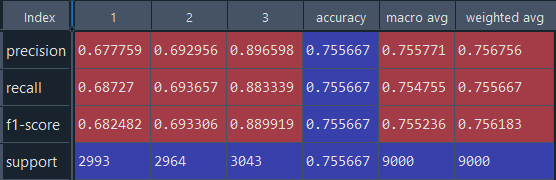 Index 1 2 3 accuracy macro avg weighted avg
precision 0.677759 0.692956 0.896598 0.755667 0.755771 0.756756
recall 0.68727 0.693657 0.883339 0.755667 0.754755 0.755667
f1-score 0.682482 0.693306 0.889919 0.755667 0.755236 0.756183
support 2993 2964 3043 0.755667 9000 9000